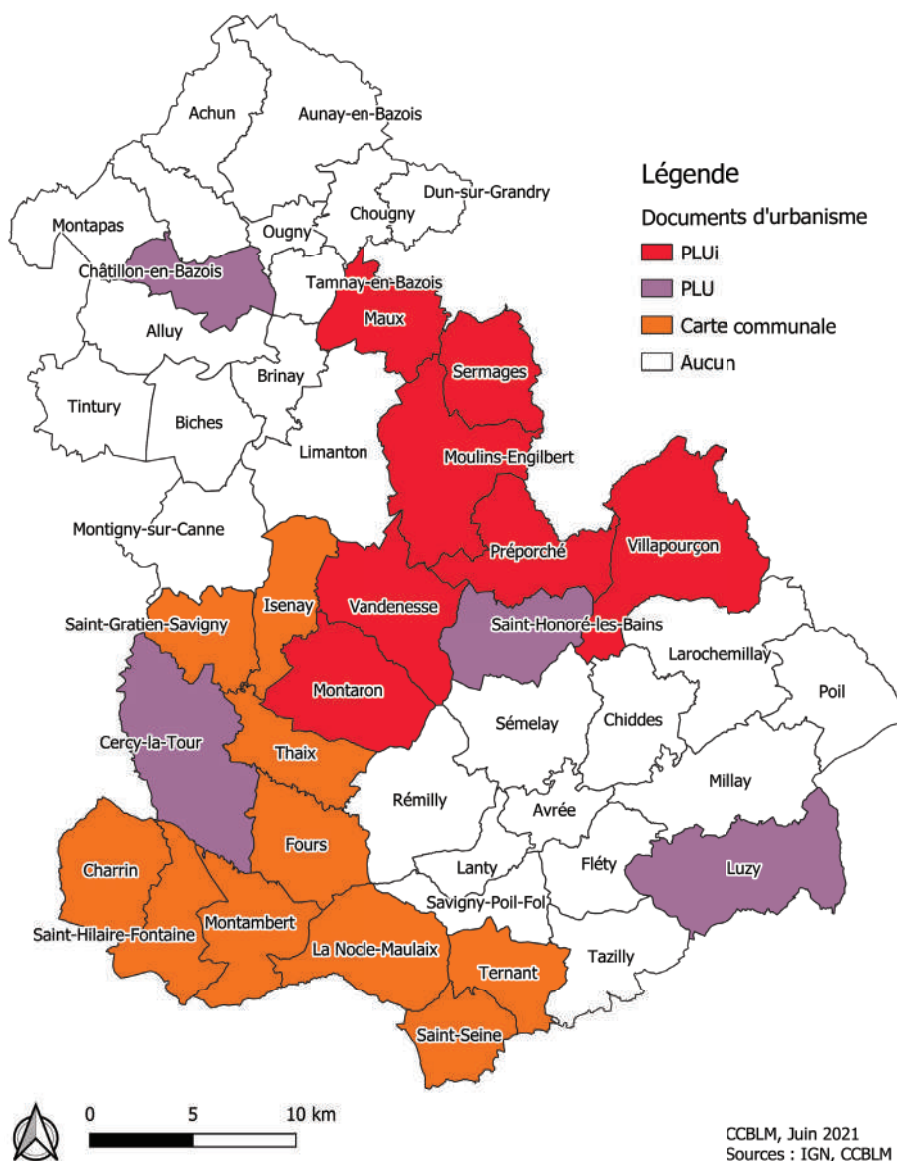 Achun
Aunay-en-Bazois
Dun-sur-Grandry
Chougny
Montapas
Ougny
Châtillon-en-Bazois
Tamnay-en-Bazois
Maux
Alluy
Brinay
Sermages
Tintury
Biches
Limanton
Moulins-Engilbert
Montigny-sur-Canne
Préporché
Villapourçon
Isenay
Vandenesse
Saint-Gratien-Savigny
Saint-Honoré-les-Bains
Larochemillay
Montaron
Poil
Sémelay
Chiddes
Cercy-la-Tour
Thaix
Millay
Rémilly
Avrée
Fours
Charrin
Lanty
Fléty
Luzy
Savigny-Poil-Fol
Montambert
Saint-Hilaire-Fontaine
La Nocle-Maulaix
Tazilly
Ternant
Saint-Seine
Légende
Documents d'urbanisme
PLUi
PLU
Carte communale
Aucun
0 5 10 km
CCBLM, Juin 2021
Sources : IGN, CCBLM